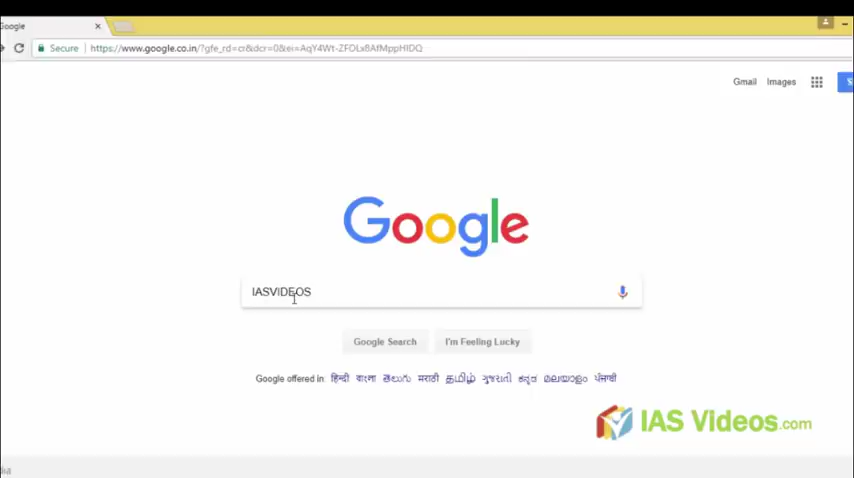 Google
Secure https://www.google.co.in/?gfe_rd=cr&dcr=0&ei=AqY4Wt-ZFOLx8AfMppHIDQ
Gmail Images
Google
IASVIDEOS
Google Search I'm Feeling Lucky
Google offered in: हिन्दी বাংলা తెలుగు मराठी தமிழ் ગુજરાતી ಕನ್ನಡ മലയാളം ਪੰਜਾਬੀ
IAS Videos.com